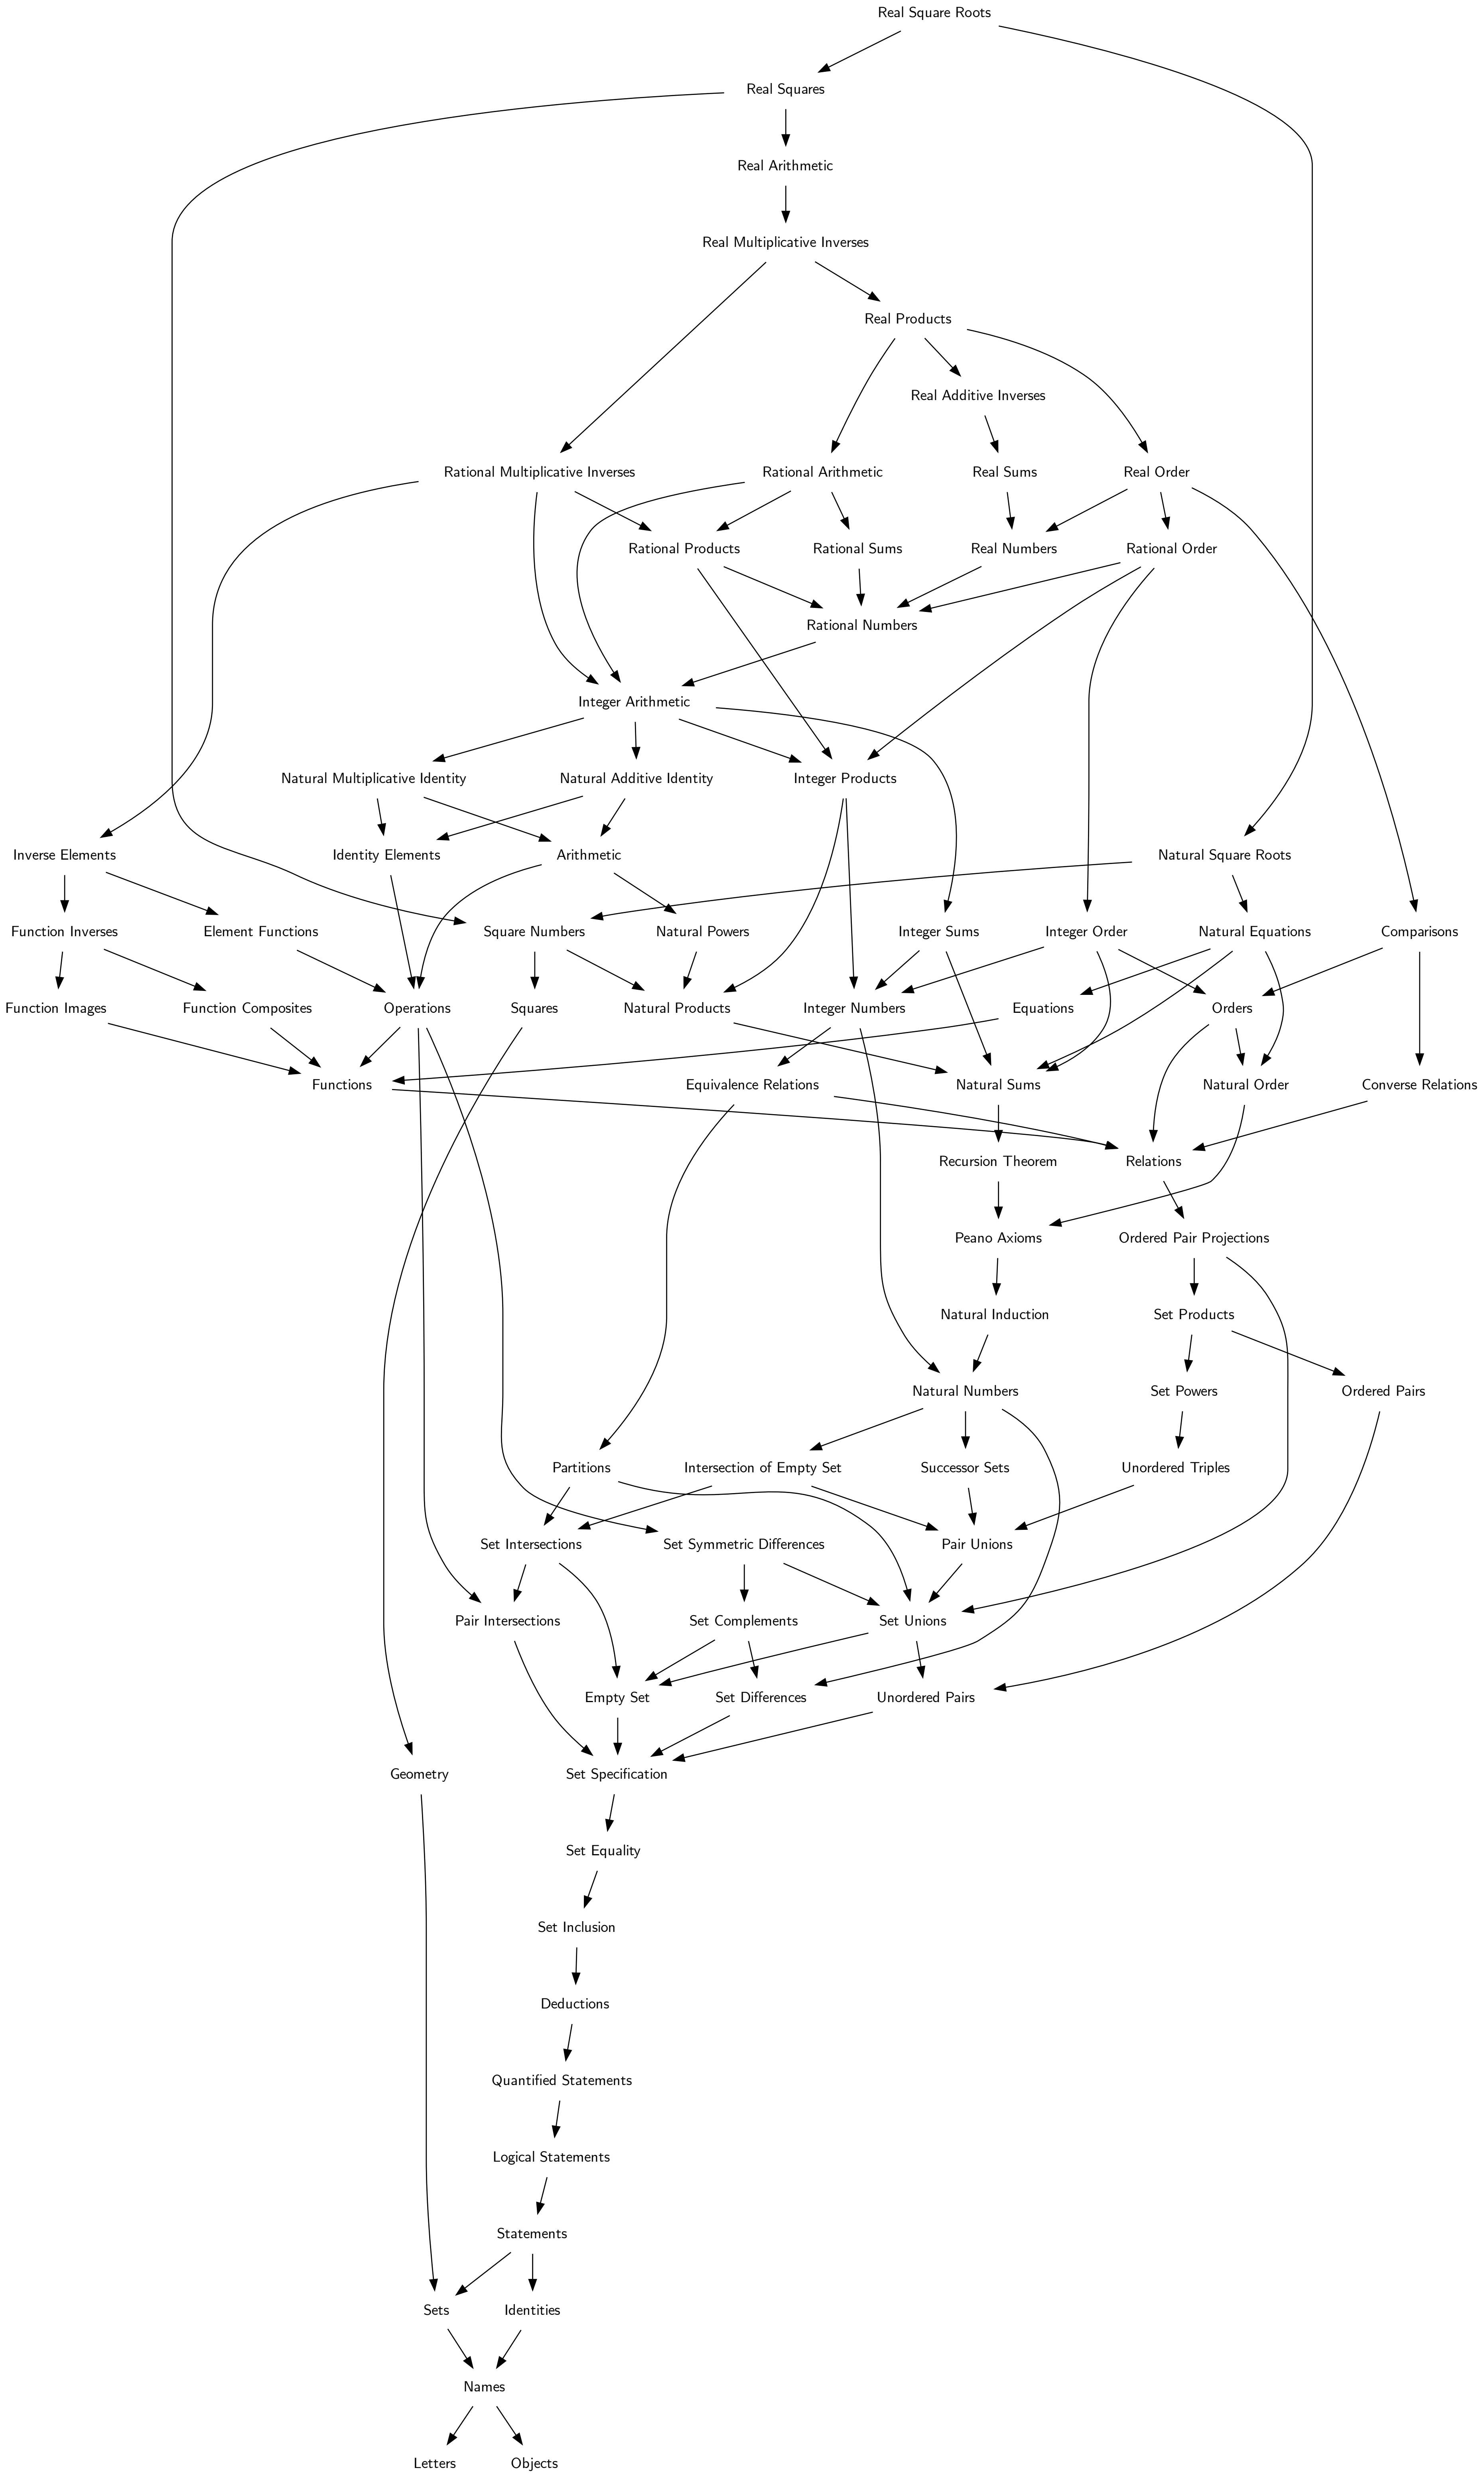 Real Square Roots
Real Squares
Real Arithmetic
Real Multiplicative Inverses
Real Products
Real Additive Inverses
Rational Multiplicative Inverses
Rational Arithmetic
Real Sums
Real Order
Rational Products
Rational Sums
Real Numbers
Rational Order
Rational Numbers
Integer Arithmetic
Natural Multiplicative Identity
Natural Additive Identity
Integer Products
Inverse Elements
Identity Elements
Arithmetic
Natural Square Roots
Function Inverses
Element Functions
Square Numbers
Natural Powers
Integer Sums
Integer Order
Natural Equations
Comparisons
Function Images
Function Composites
Operations
Squares
Natural Products
Integer Numbers
Equations
Orders
Functions
Equivalence Relations
Natural Sums
Natural Order
Converse Relations
Recursion Theorem
Relations
Peano Axioms
Ordered Pair Projections
Natural Induction
Set Products
Natural Numbers
Set Powers
Ordered Pairs
Partitions
Intersection of Empty Set
Successor Sets
Unordered Triples
Set Intersections
Set Symmetric Differences
Pair Unions
Pair Intersections
Set Complements
Set Unions
Empty Set
Set Differences
Unordered Pairs
Geometry
Set Specification
Set Equality
Set Inclusion
Deductions
Quantified Statements
Logical Statements
Statements
Sets
Identities
Names
Letters
Objects